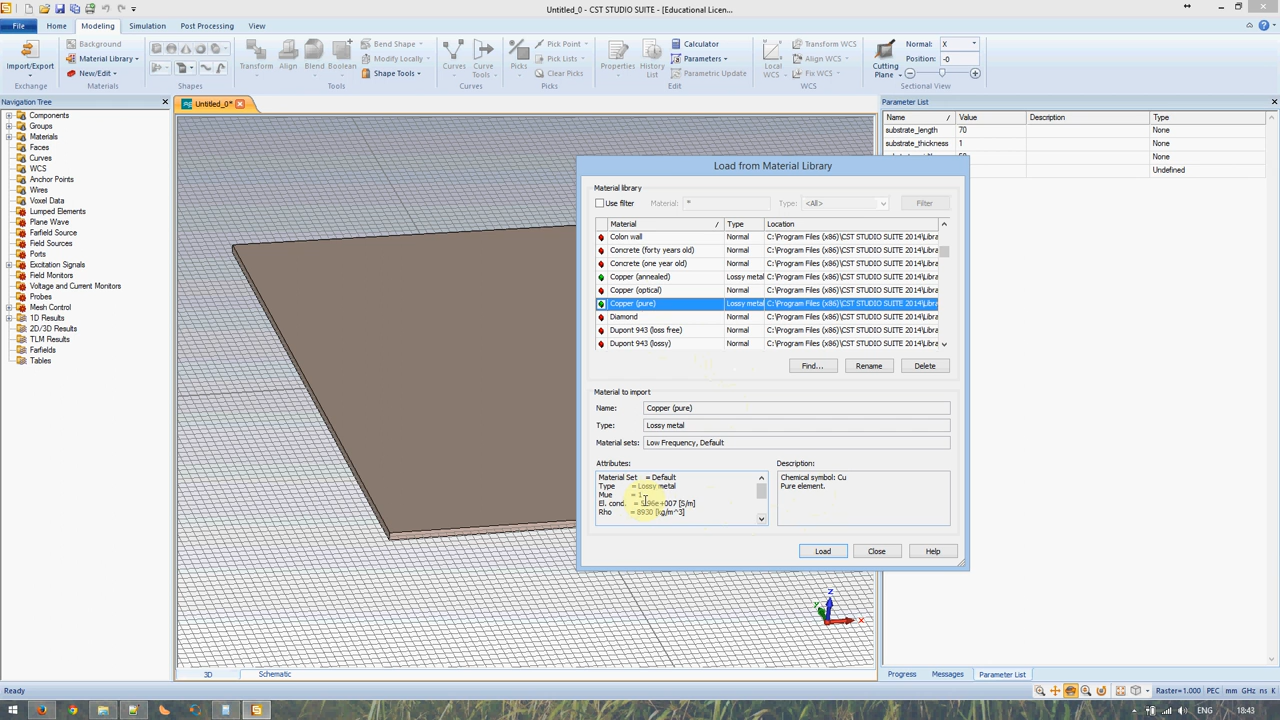 Untitled_0 - CST STUDIO SUITE - [Educational Licen...
File Home Modeling Simulation Post Processing View
Import/Export
Exchange
Background
Material Library
New/Edit
Materials
Shapes
Transform Align Blend Boolean
Bend Shape
Modify Locally
Shape Tools
Tools
Curves Curve Tools
Curves
Picks
Pick Point
Pick Lists
Clear Picks
Picks
Properties History List
Calculator
Parameters
Parametric Update
Edit
Local WCS
Transform WCS
Align WCS
Fix WCS
WCS
Cutting Plane
Normal: X
Position: -0
Sectional View
Navigation Tree
Components
Groups
Materials
Faces
Curves
WCS
Anchor Points
Wires
Voxel Data
Lumped Elements
Plane Wave
Farfield Source
Field Sources
Ports
Excitation Signals
Field Monitors
Voltage and Current Monitors
Probes
Mesh Control
1D Results
2D/3D Results
TLM Results
Farfields
Tables
Untitled_0*
Parameter List
Name / Value Description Type
substrate_length 70 None
substrate_thickness 1 None
None
Undefined
Load from Material Library
Material library
Use filter Material: * Type: <All> Filter
Material / Type Location
Colon wall Normal C:\Program Files (x86)\CST STUDIO SUITE 2014\Libra
Concrete (forty years old) Normal C:\Program Files (x86)\CST STUDIO SUITE 2014\Libra
Concrete (one year old) Normal C:\Program Files (x86)\CST STUDIO SUITE 2014\Libra
Copper (annealed) Lossy metal C:\Program Files (x86)\CST STUDIO SUITE 2014\Libra
Copper (optical) Normal C:\Program Files (x86)\CST STUDIO SUITE 2014\Libra
Copper (pure) Lossy metal C:\Program Files (x86)\CST STUDIO SUITE 2014\Libra
Diamond Normal C:\Program Files (x86)\CST STUDIO SUITE 2014\Libra
Dupont 943 (loss free) Normal C:\Program Files (x86)\CST STUDIO SUITE 2014\Libra
Dupont 943 (lossy) Normal C:\Program Files (x86)\CST STUDIO SUITE 2014\Libra
Find... Rename Delete
Material to import
Name: Copper (pure)
Type: Lossy metal
Material sets: Low Frequency, Default
Attributes: Description:
Material Set = Default
Type = Lossy metal
Mue = 1
El. cond. = 5.96e+007 [S/m]
Rho = 8930 [kg/m^3]
Chemical symbol: Cu
Pure element.
Load Close Help
z
y
x
3D Schematic
Progress Messages Parameter List
Ready
Raster=1.000 PEC mm GHz ns K
ENG 18:43